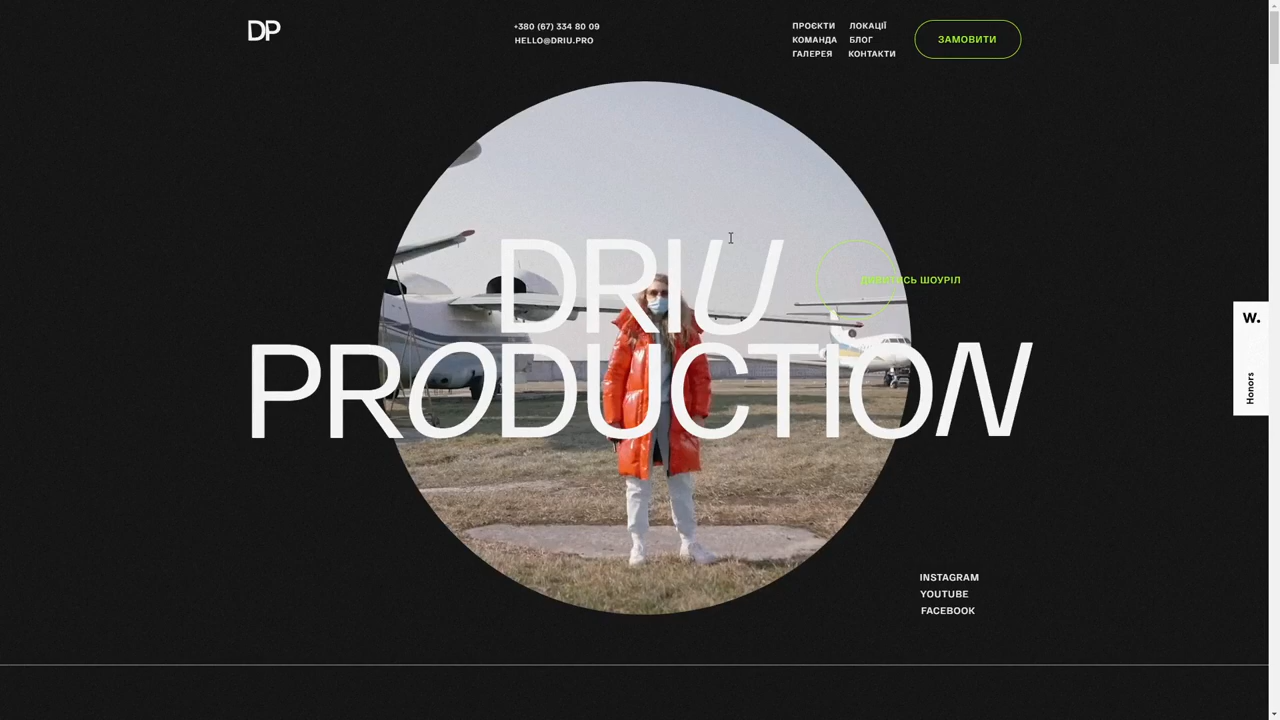 DP
+380 (67) 334 80 09
HELLO@DRIU.PRO
ПРОЄКТИ ЛОКАЦІЇ
КОМАНДА БЛОГ
ГАЛЕРЕЯ КОНТАКТИ
ЗАМОВИТИ
DRIU
PRODUCTION
ДИВИТИСЬ ШОУРІЛ
W.
Honors
INSTAGRAM
YOUTUBE
FACEBOOK